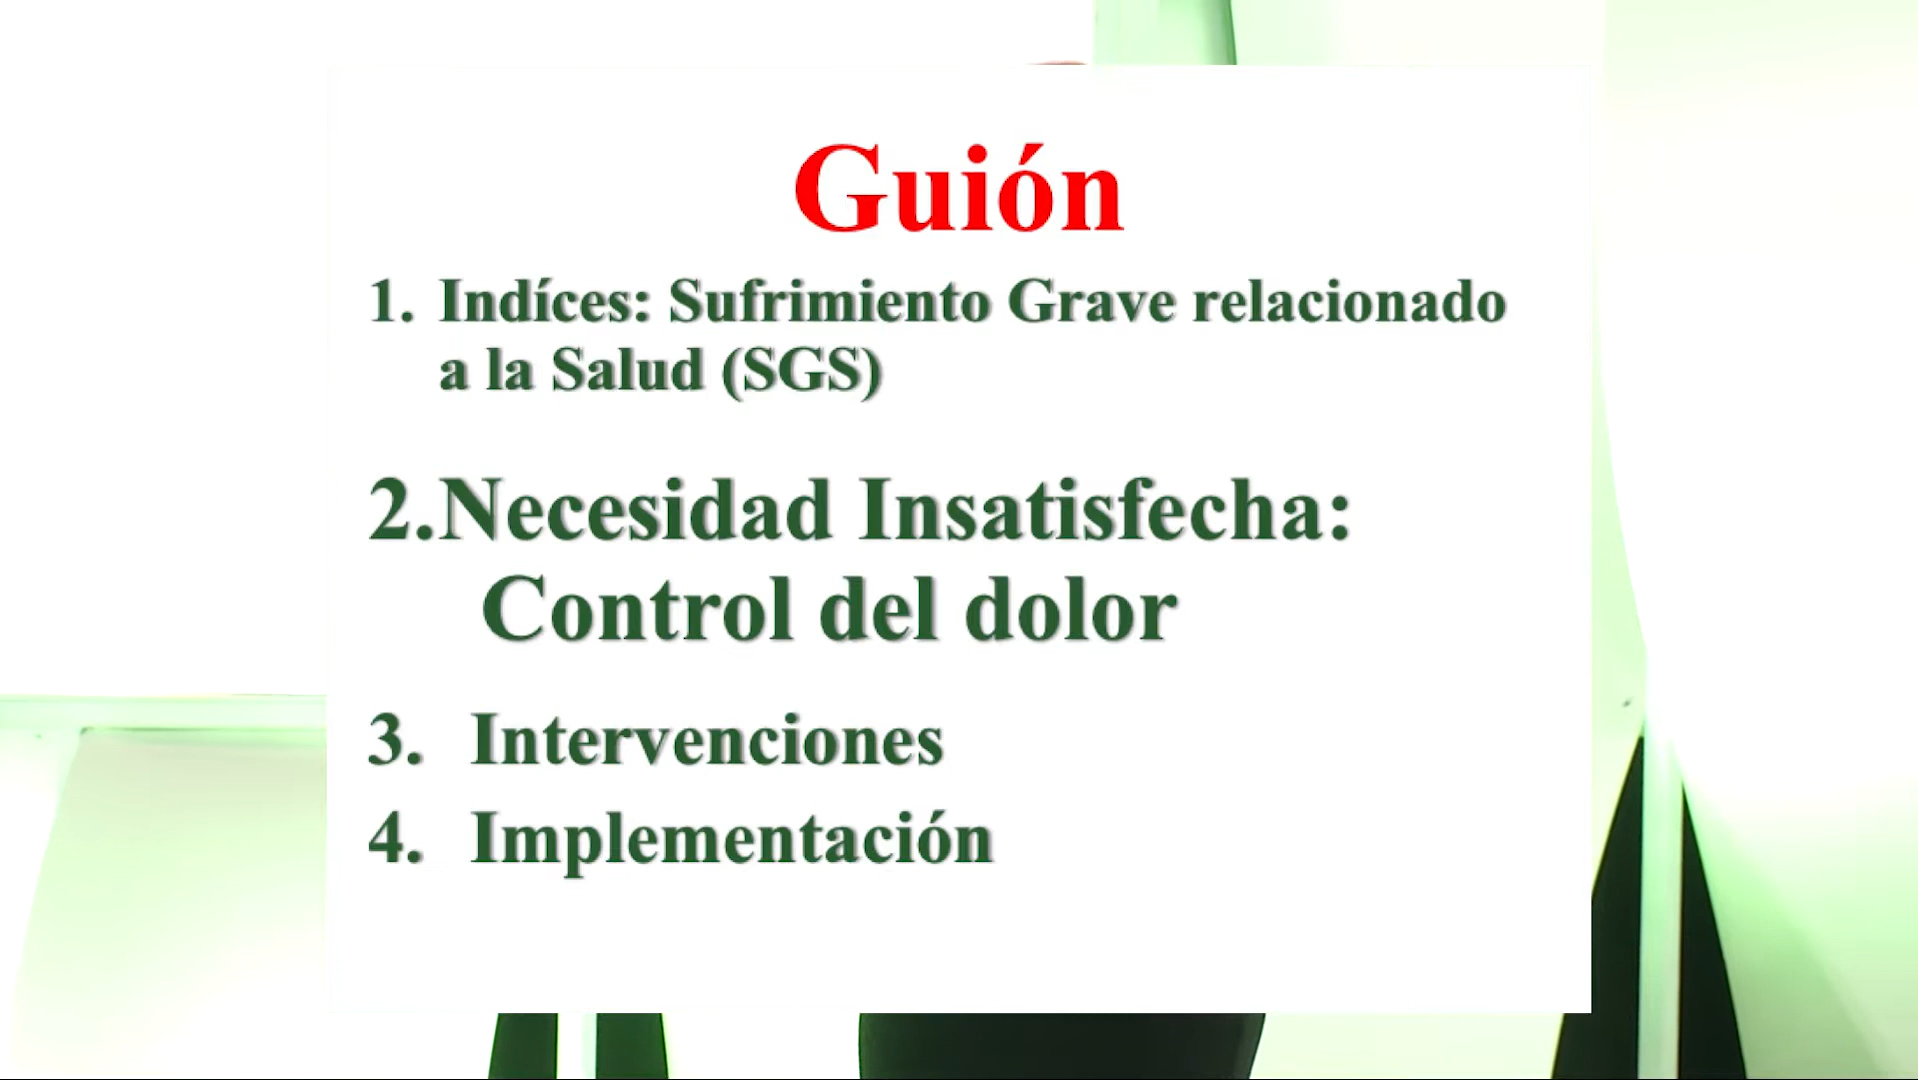 Guión
1. Indíces: Sufrimiento Grave relacionado
a la Salud (SGS)
2.Necesidad Insatisfecha:
Control del dolor
3. Intervenciones
4. Implementación